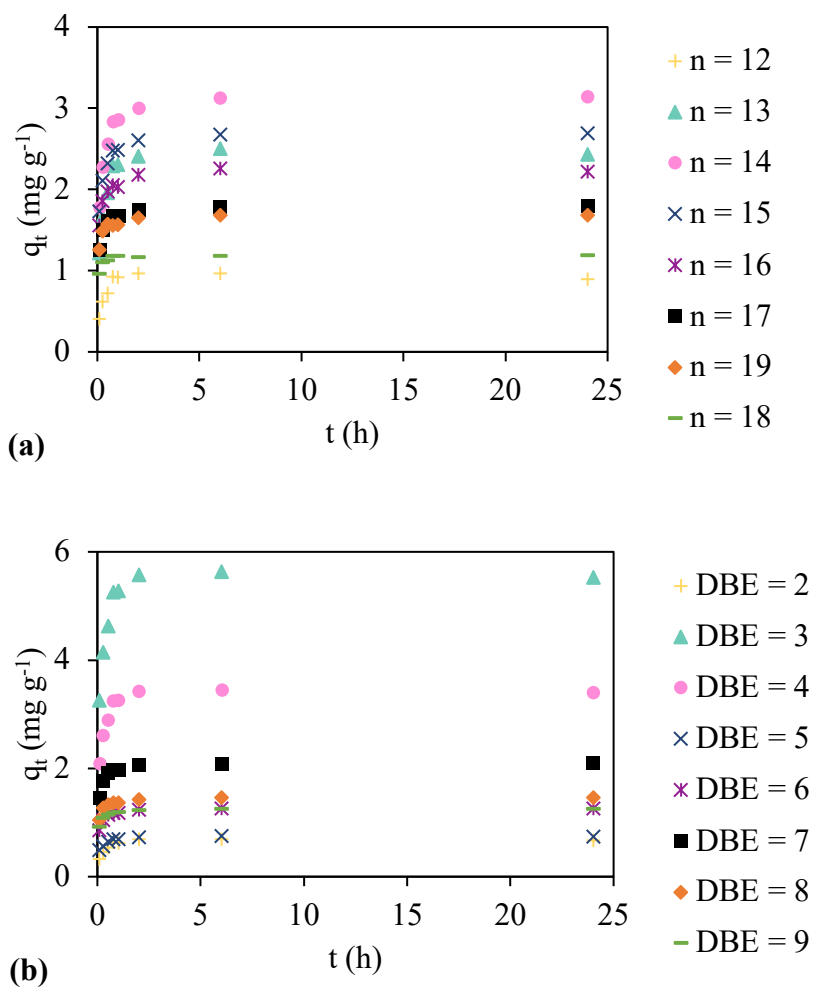 4
3
2
1
0
q_t (mg g⁻¹)
0 5 10 15 20 25
t (h)
(a)
n = 12
n = 13
n = 14
n = 15
n = 16
n = 17
n = 19
n = 18
6
4
2
0
q_t (mg g⁻¹)
0 5 10 15 20 25
t (h)
(b)
DBE = 2
DBE = 3
DBE = 4
DBE = 5
DBE = 6
DBE = 7
DBE = 8
DBE = 9